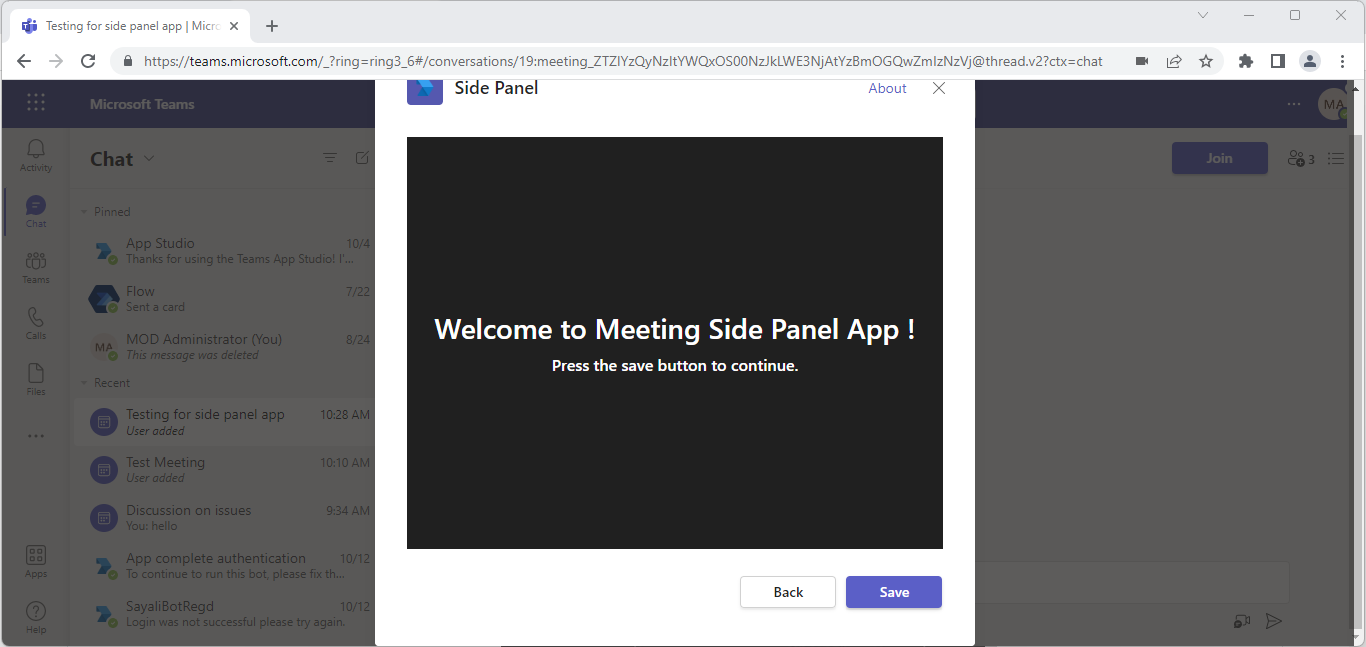 Testing for side panel app | Micro
https://teams.microsoft.com/_?ring=ring3_6#/conversations/19:meeting_ZTZlYzQyNzItYWQxOS00NzJkLWE3NjAtYzBmOGQwZmIzNzVj@thread.v2?ctx=chat
Microsoft Teams
MA
Side Panel
About
Activity
Chat
Teams
Calls
Files
Apps
Help
Chat
Join
3
Pinned
App Studio 10/4
Thanks for using the Teams App Studio! I'...
Flow 7/22
Sent a card
MA
MOD Administrator (You) 8/24
This message was deleted
Recent
Testing for side panel app 10:28 AM
User added
Test Meeting 10:10 AM
User added
Discussion on issues 9:34 AM
You: hello
App complete authentication 10/12
To continue to run this bot, please fix th...
SayaliBotRegd 10/12
Login was not successful please try again.
Welcome to Meeting Side Panel App !
Press the save button to continue.
Back
Save